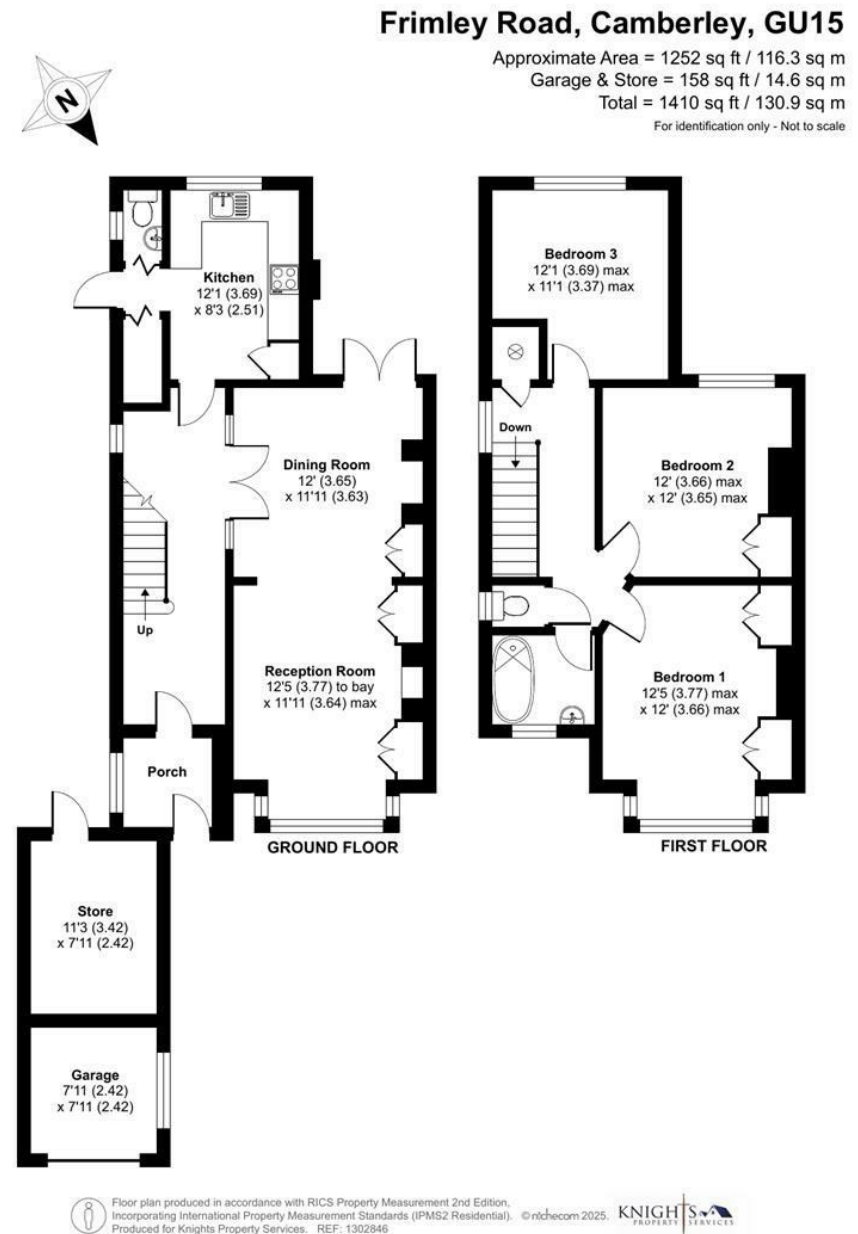 Frimley Road, Camberley, GU15
Approximate Area = 1252 sq ft / 116.3 sq m
Garage & Store = 158 sq ft / 14.6 sq m
Total = 1410 sq ft / 130.9 sq m
For identification only - Not to scale
N
Kitchen
12'1 (3.69)
x 8'3 (2.51)
Dining Room
12' (3.65)
x 11'11 (3.63)
Up
Reception Room
12'5 (3.77) to bay
x 11'11 (3.64) max
Porch
GROUND FLOOR
Store
11'3 (3.42)
x 7'11 (2.42)
Garage
7'11 (2.42)
x 7'11 (2.42)
Bedroom 3
12'1 (3.69) max
x 11'1 (3.37) max
Down
Bedroom 2
12' (3.66) max
x 12' (3.65) max
Bedroom 1
12'5 (3.77) max
x 12' (3.66) max
FIRST FLOOR
Floor plan produced in accordance with RICS Property Measurement 2nd Edition,
Incorporating International Property Measurement Standards (IPMS2 Residential). © nichecom 2025.
Produced for Knights Property Services. REF: 1302846
KNIGHTS
PROPERTY SERVICES